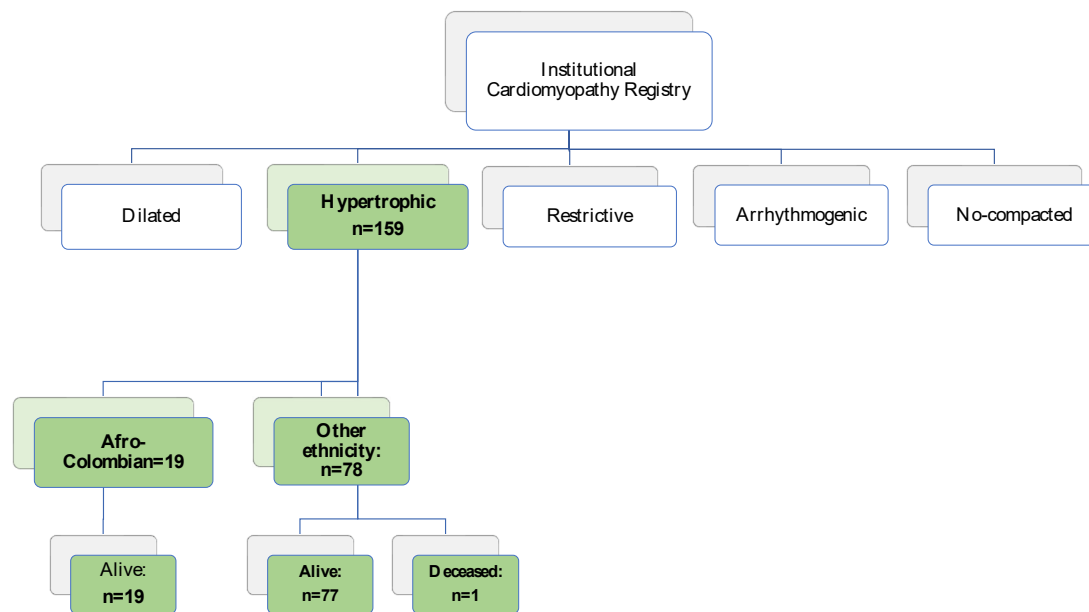 Institutional
Cardiomyopathy Registry
Dilated
Hypertrophic
n=159
Restrictive
Arrhythmogenic
No-compacted
Afro-
Colombian=19
Other
ethnicity:
n=78
Alive:
n=19
Alive:
n=77
Deceased:
n=1